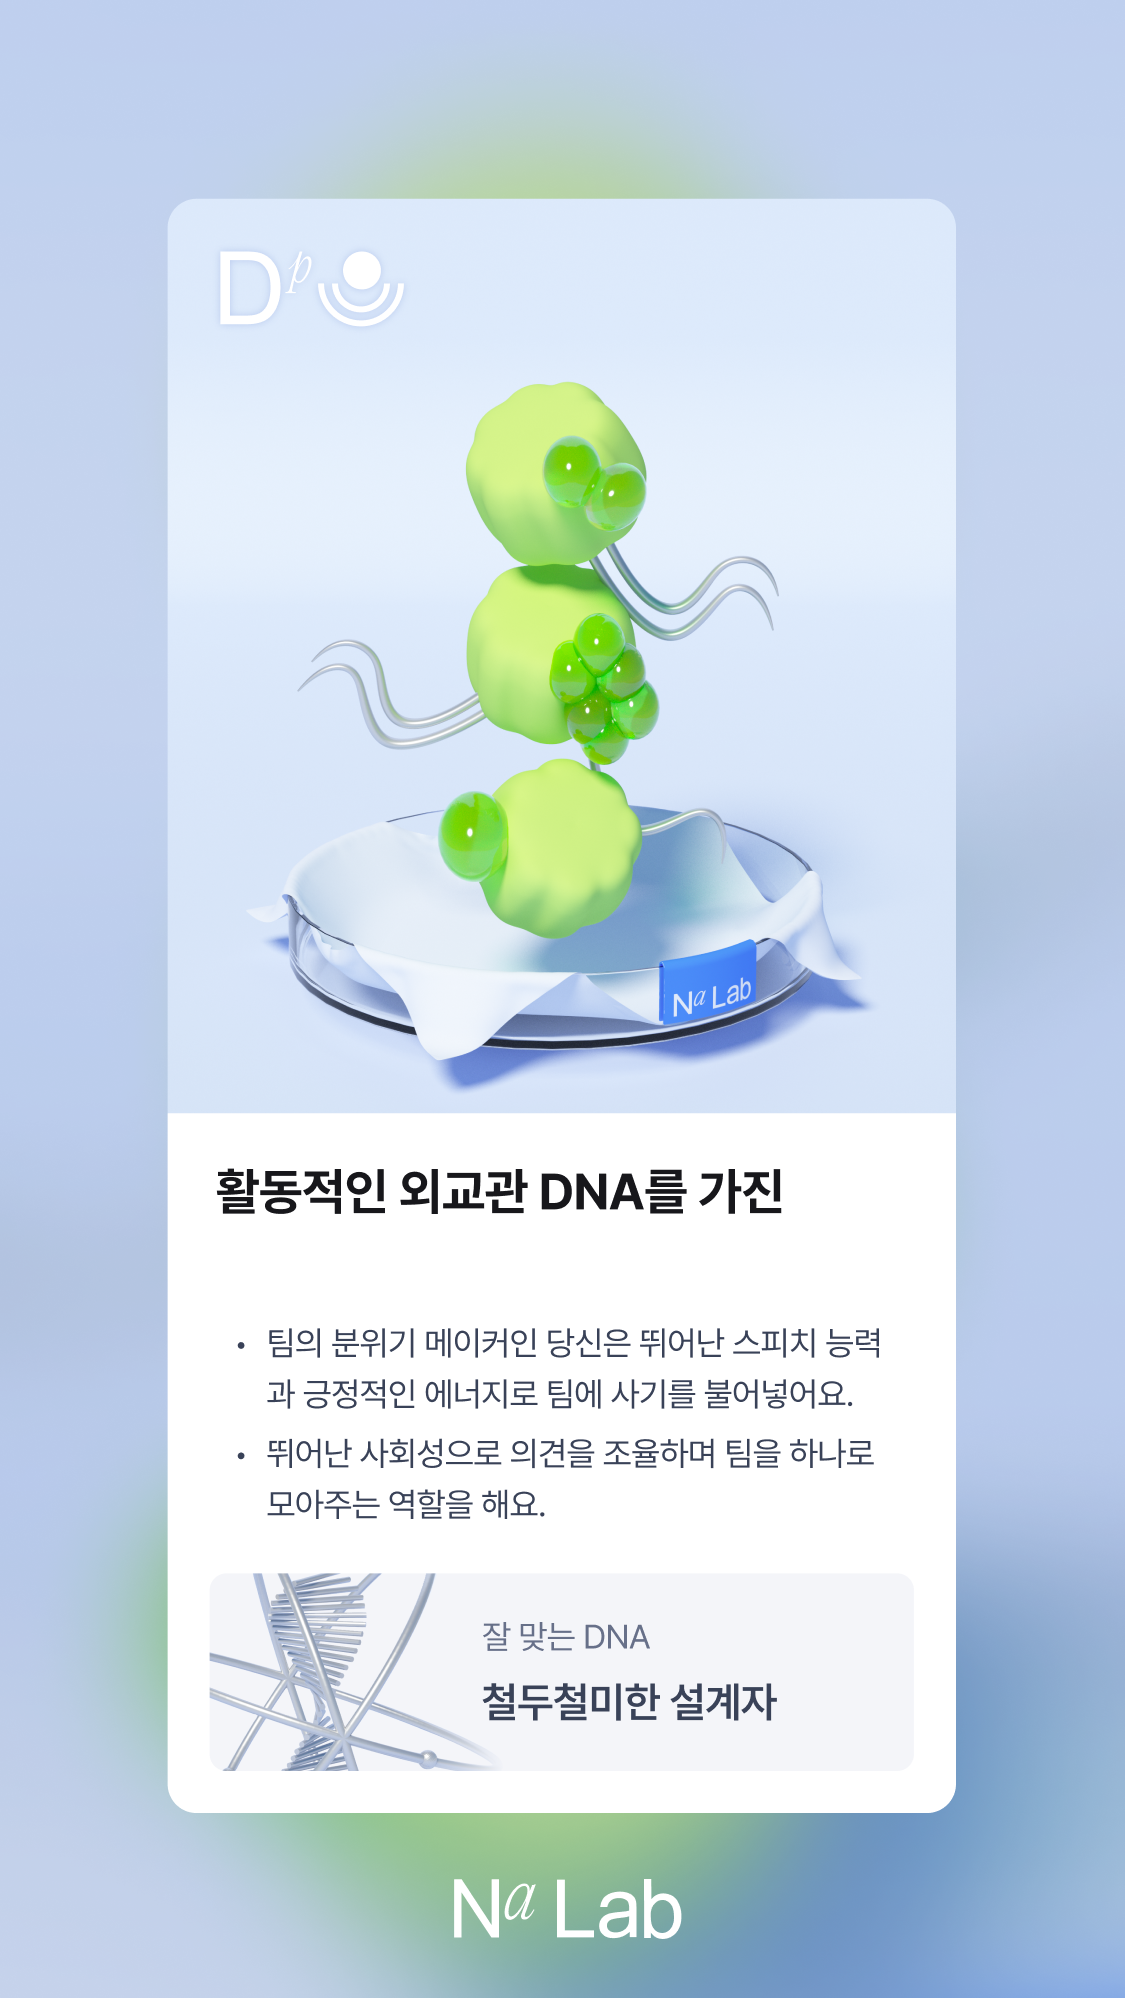 Dp
Na Lab
활동적인 외교관 DNA를 가진
• 팀의 분위기 메이커인 당신은 뛰어난 스피치 능력
과 긍정적인 에너지로 팀에 사기를 불어넣어요.
• 뛰어난 사회성으로 의견을 조율하며 팀을 하나로
모아주는 역할을 해요.
잘 맞는 DNA
철두철미한 설계자
Na Lab